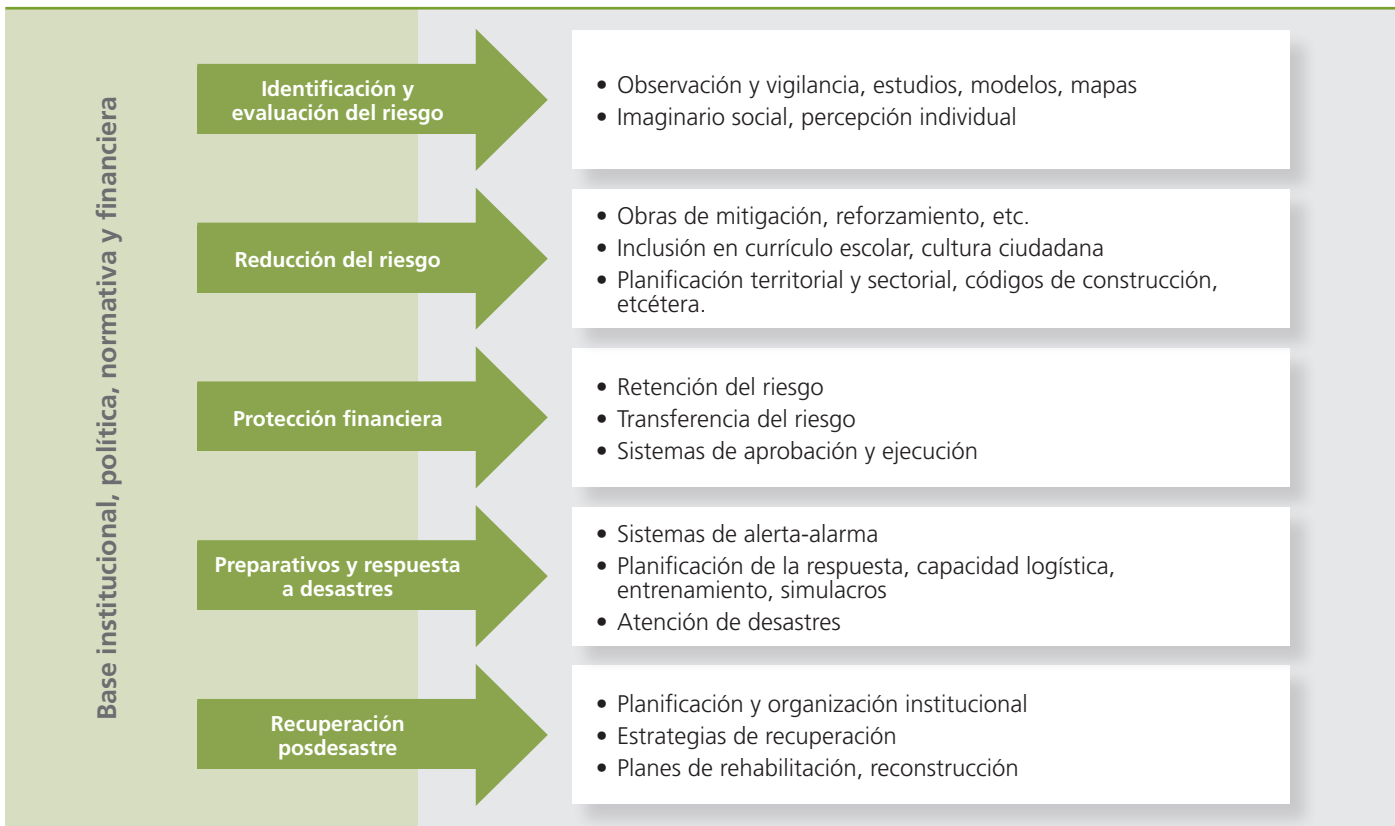 Base institucional, política, normativa y financiera
Identificación y
evaluación del riesgo
• Observación y vigilancia, estudios, modelos, mapas
• Imaginario social, percepción individual
Reducción del riesgo
• Obras de mitigación, reforzamiento, etc.
• Inclusión en currículo escolar, cultura ciudadana
• Planificación territorial y sectorial, códigos de construcción,
etcétera.
Protección financiera
• Retención del riesgo
• Transferencia del riesgo
• Sistemas de aprobación y ejecución
Preparativos y respuesta
a desastres
• Sistemas de alerta-alarma
• Planificación de la respuesta, capacidad logística,
entrenamiento, simulacros
• Atención de desastres
Recuperación
posdesastre
• Planificación y organización institucional
• Estrategias de recuperación
• Planes de rehabilitación, reconstrucción